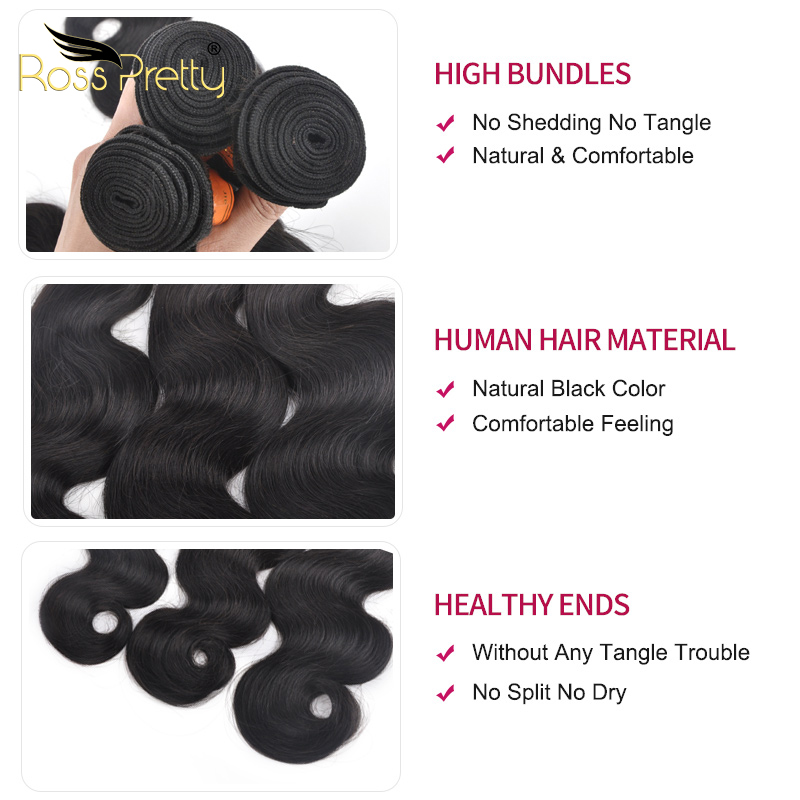 Ross Pretty®
HIGH BUNDLES
No Shedding No Tangle
Natural & Comfortable
HUMAN HAIR MATERIAL
Natural Black Color
Comfortable Feeling
HEALTHY ENDS
Without Any Tangle Trouble
No Split No Dry